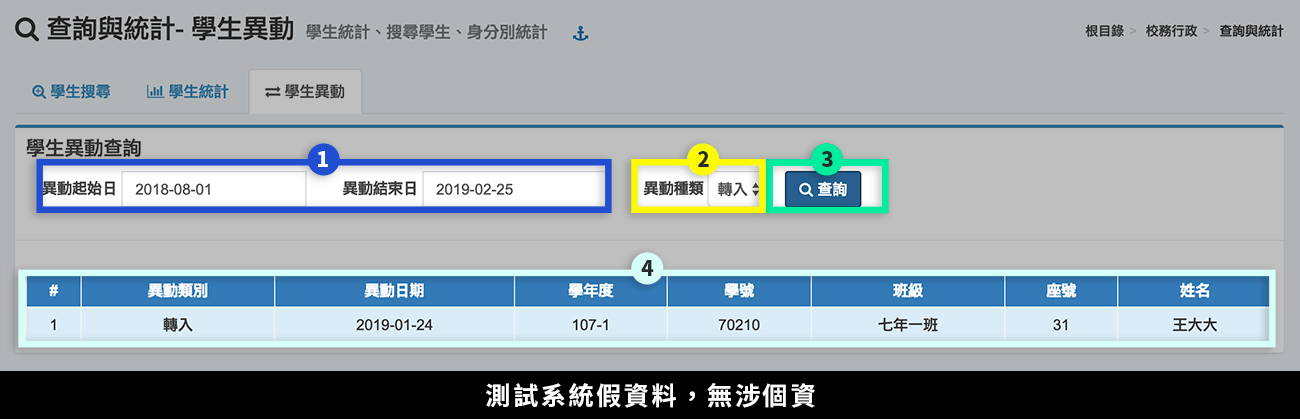 查詢與統計- 學生異動 學生統計、搜尋學生、身分別統計
根目錄 > 校務行政 > 查詢與統計
學生搜尋 學生統計 學生異動
學生異動查詢
1 2 3
異動起始日 2018-08-01 異動結束日 2019-02-25 異動種類 轉入 查詢
4
# 異動類別 異動日期 學年度 學號 班級 座號 姓名
1 轉入 2019-01-24 107-1 70210 七年一班 31 王大大
測試系統假資料，無涉個資